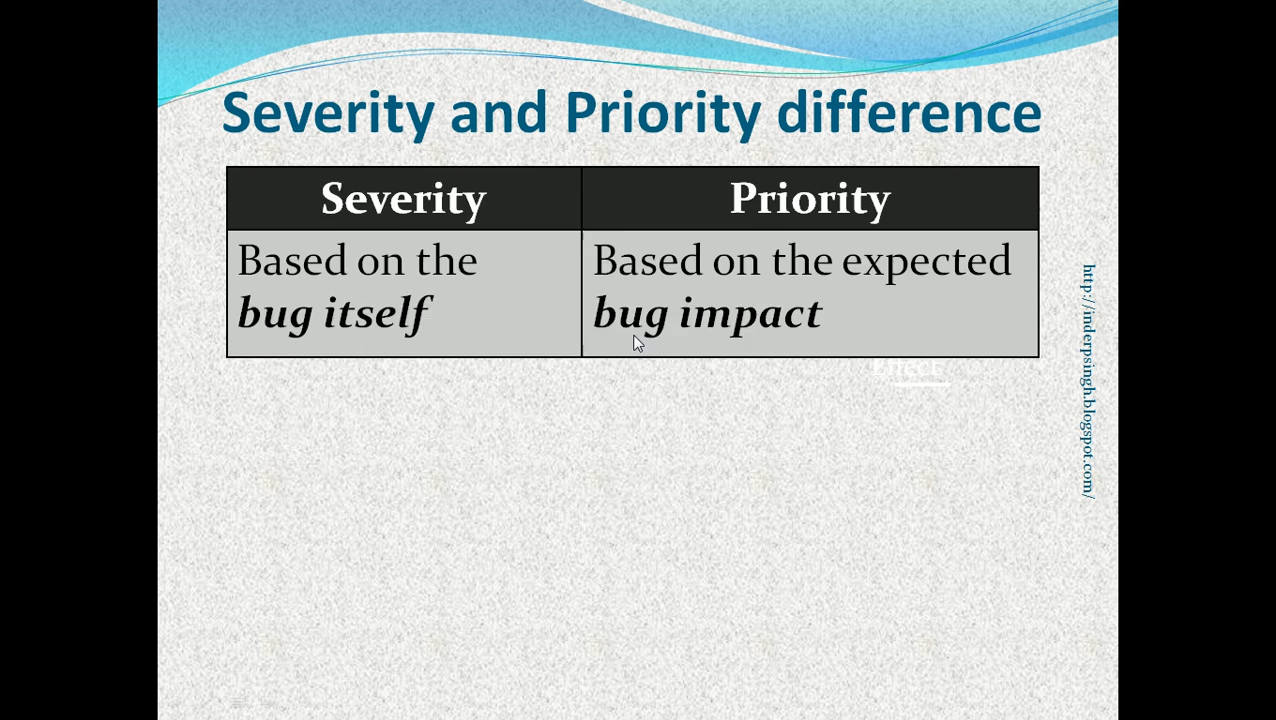 Severity and Priority difference
Severity
Priority
Based on the
bug itself
Based on the expected
bug impact
Effect
http://inderpsingh.blogspot.com/